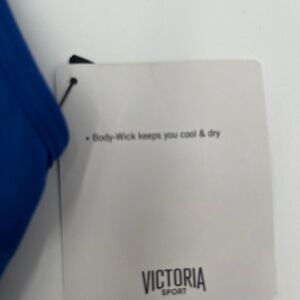 • Body-Wick keeps you cool & dry
VICTORIA
SPORT